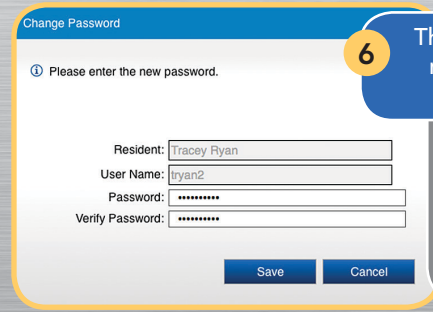 Change Password
6
Please enter the new password.
Resident: Tracey Ryan
User Name: tryan2
Password: ••••••••••
Verify Password: ••••••••••
Save Cancel